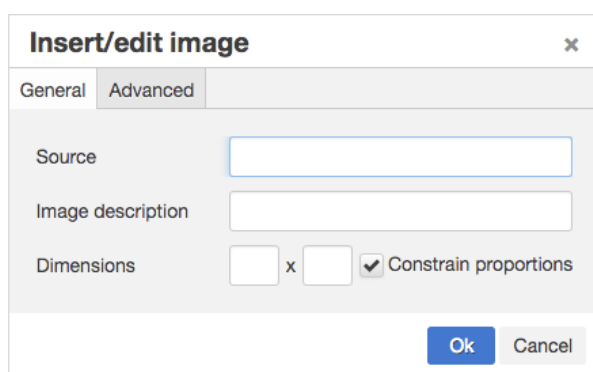 Insert/edit image ×
General Advanced
Source
Image description
Dimensions x Constrain proportions
Ok Cancel